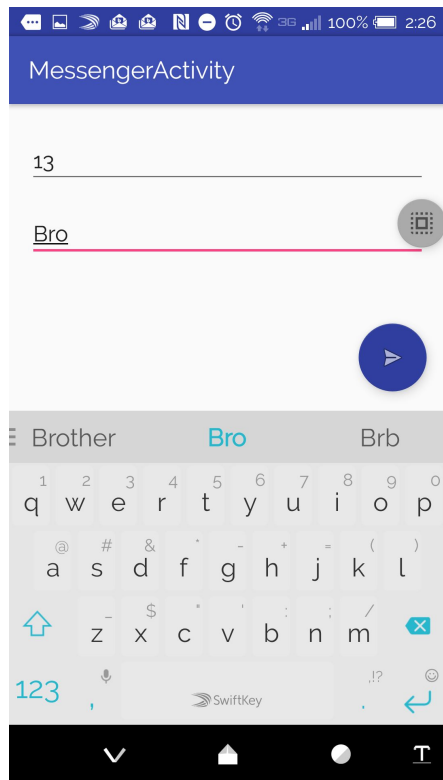 3G 100% 2:26
MessengerActivity
13
Bro
Brother Bro Brb
1 2 3 4 5 6 7 8 9 0
q w e r t y u i o p
@ # & * - + = ( )
a s d f g h j k l
_ $ " ' : ; /
z x c v b n m
123 , SwiftKey . ,!?
T